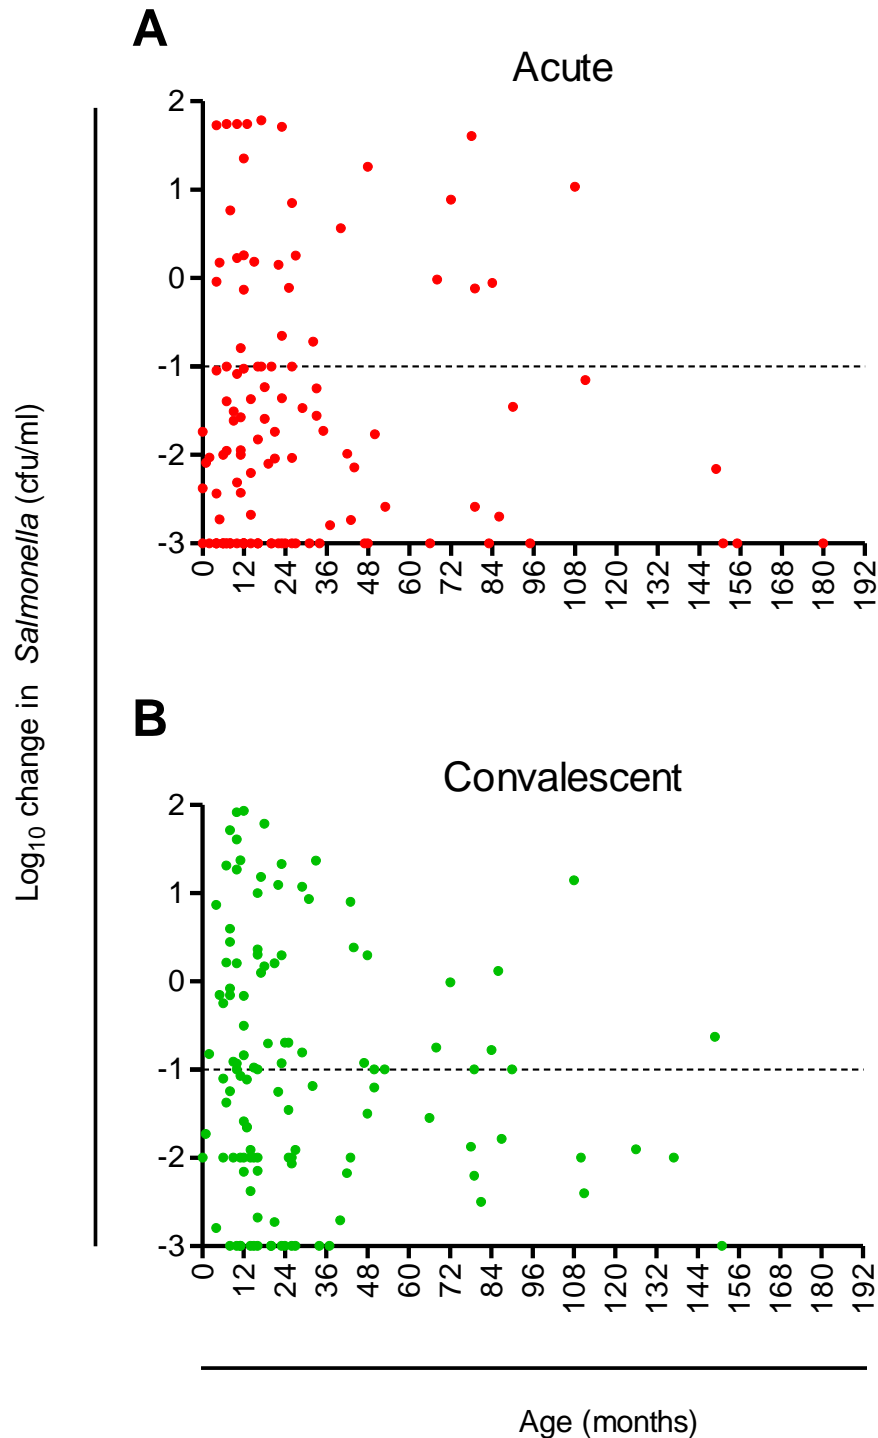 A
Acute
2
1
0
-1
-2
-3
0 12 24 36 48 60 72 84 96 108 120 132 144 156 168 180 192
Log10 change in Salmonella (cfu/ml)
B
Convalescent
2
1
0
-1
-2
-3
0 12 24 36 48 60 72 84 96 108 120 132 144 156 168 180 192
Age (months)